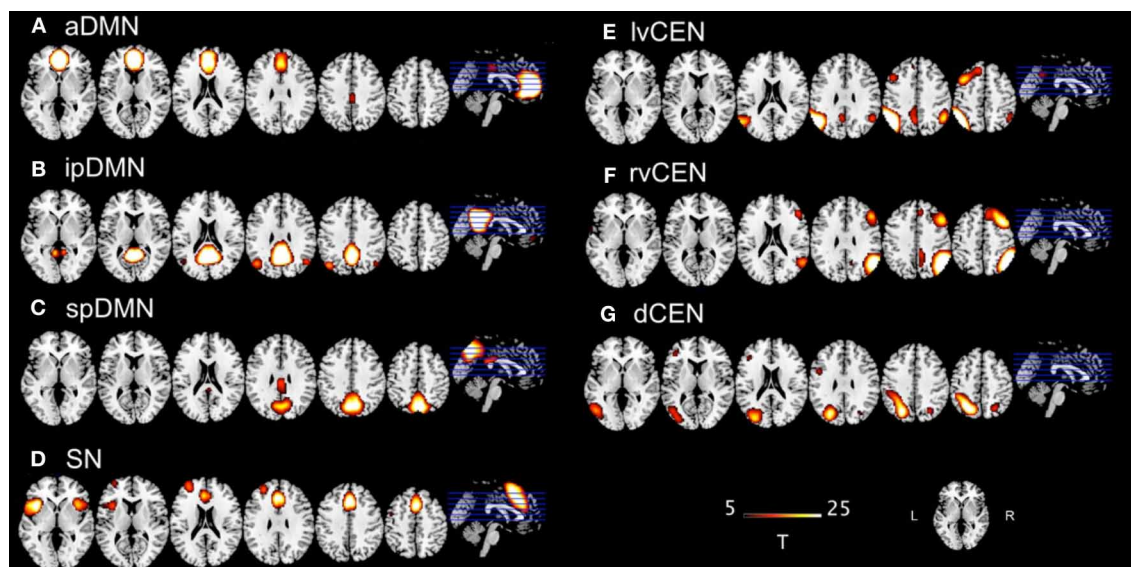 A aDMN
B ipDMN
C spDMN
D SN
E lvCEN
F rvCEN
G dCEN
5 25
T
L R